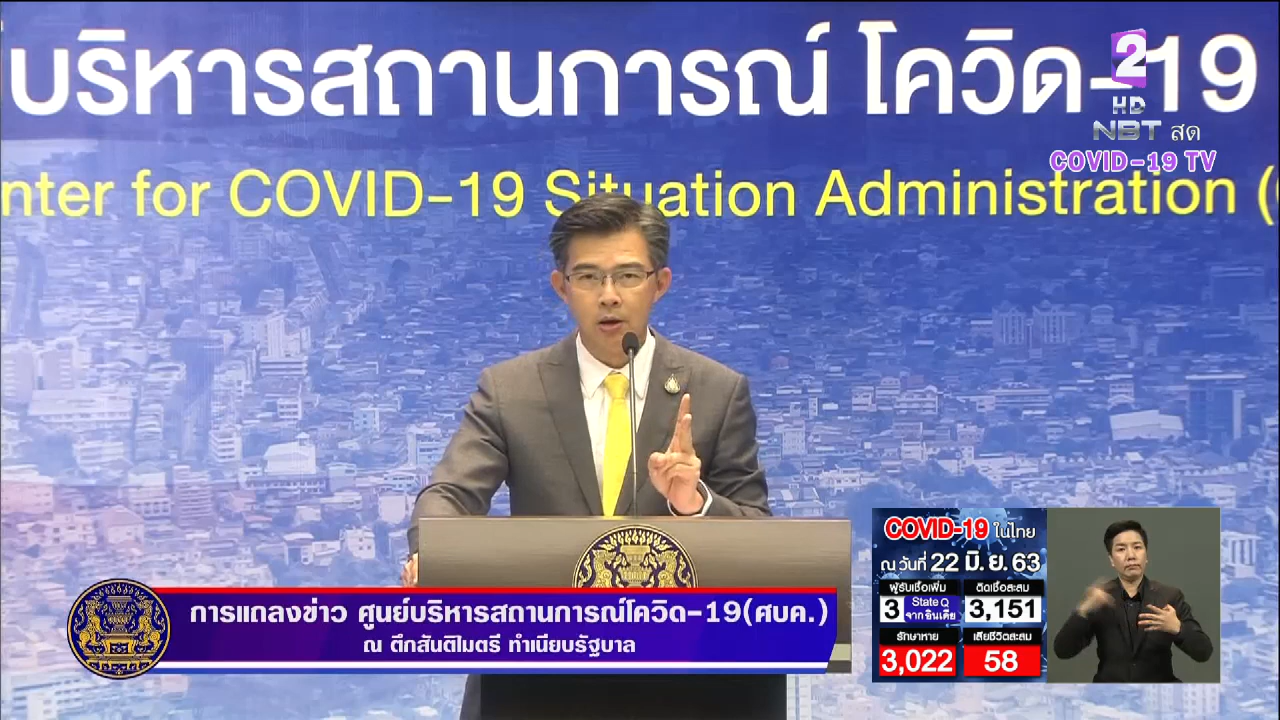 บริหารสถานการณ์ โควิด-19
nter for COVID-19 Situation Administration (
2
HD
NBT สด
COVID-19 TV
การแถลงข่าว ศูนย์บริหารสถานการณ์โควิด-19(ศบค.)
ณ ตึกสันติไมตรี ทำเนียบรัฐบาล
COVID-19 ในไทย
ณ วันที่ 22 มิ.ย. 63
ผู้รับเชื้อเพิ่ม
3 State Q จากอินเดีย
ติดเชื้อสะสม
3,151
รักษาหาย
3,022
เสียชีวิตสะสม
58